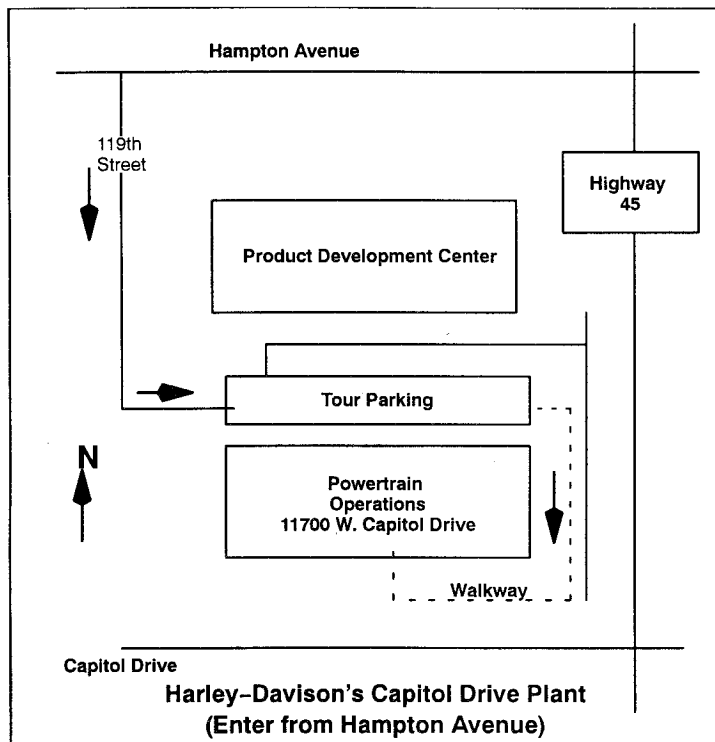 Hampton Avenue
119th
Street
Highway
45
Product Development Center
Tour Parking
N
Powertrain
Operations
11700 W. Capitol Drive
Walkway
Capitol Drive
Harley-Davison's Capitol Drive Plant
(Enter from Hampton Avenue)